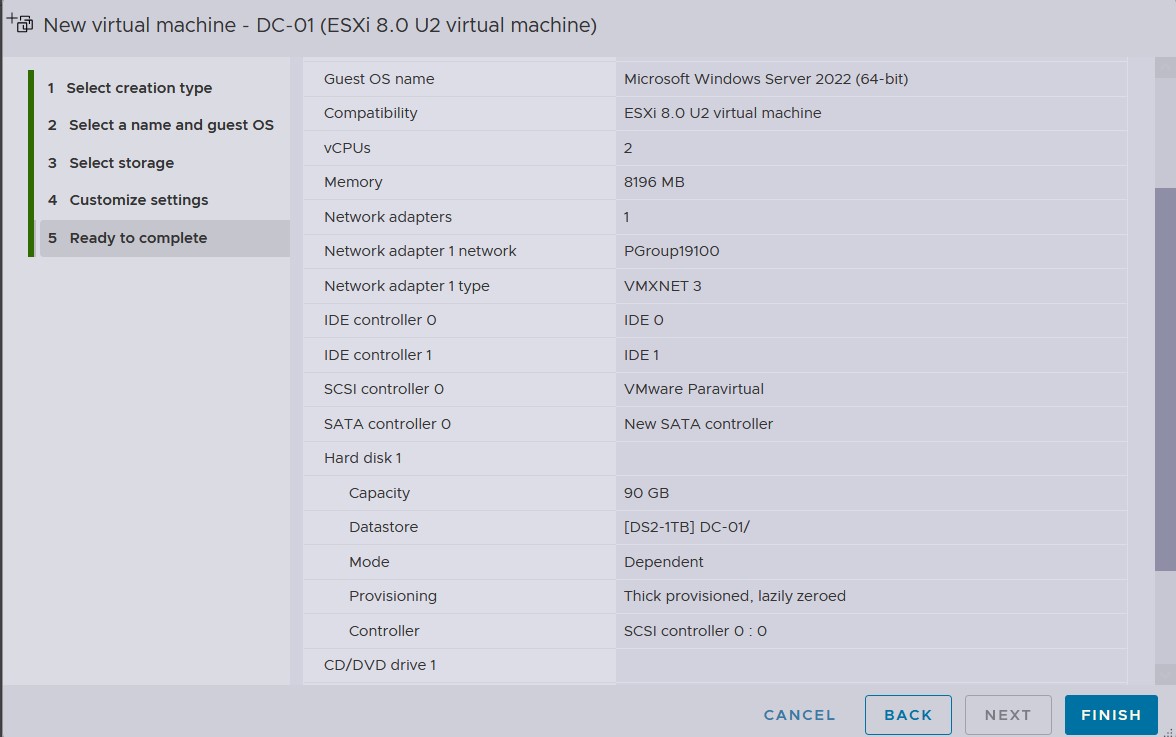 New virtual machine - DC-01 (ESXi 8.0 U2 virtual machine)
1 Select creation type
2 Select a name and guest OS
3 Select storage
4 Customize settings
5 Ready to complete
Guest OS name Microsoft Windows Server 2022 (64-bit)
Compatibility ESXi 8.0 U2 virtual machine
vCPUs 2
Memory 8196 MB
Network adapters 1
Network adapter 1 network PGroup19100
Network adapter 1 type VMXNET 3
IDE controller 0 IDE 0
IDE controller 1 IDE 1
SCSI controller 0 VMware Paravirtual
SATA controller 0 New SATA controller
Hard disk 1
Capacity 90 GB
Datastore [DS2-1TB] DC-01/
Mode Dependent
Provisioning Thick provisioned, lazily zeroed
Controller SCSI controller 0 : 0
CD/DVD drive 1
CANCEL BACK NEXT FINISH